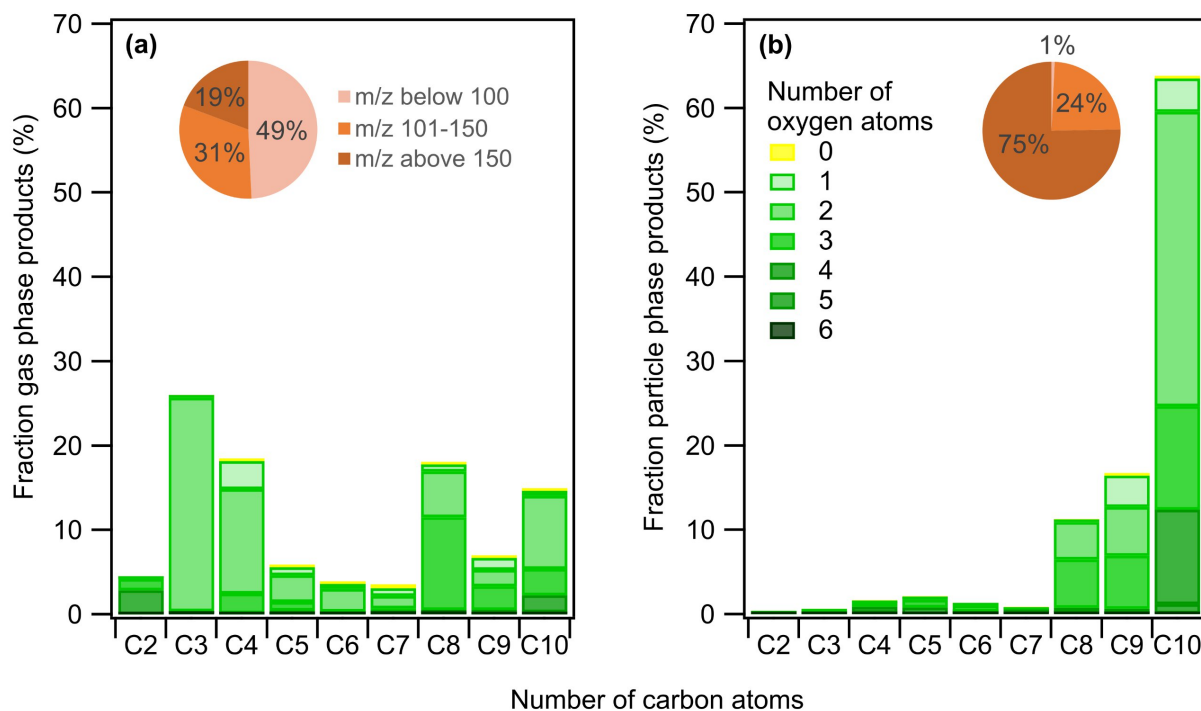 (a)
70
60
50
40
30
20
10
0
Fraction gas phase products (%)
19%
49%
31%
m/z below 100
m/z 101-150
m/z above 150
C2 C3 C4 C5 C6 C7 C8 C9 C10
(b)
70
60
50
40
30
20
10
0
Fraction particle phase products (%)
Number of
oxygen atoms
0
1
2
3
4
5
6
1%
24%
75%
C2 C3 C4 C5 C6 C7 C8 C9 C10
Number of carbon atoms